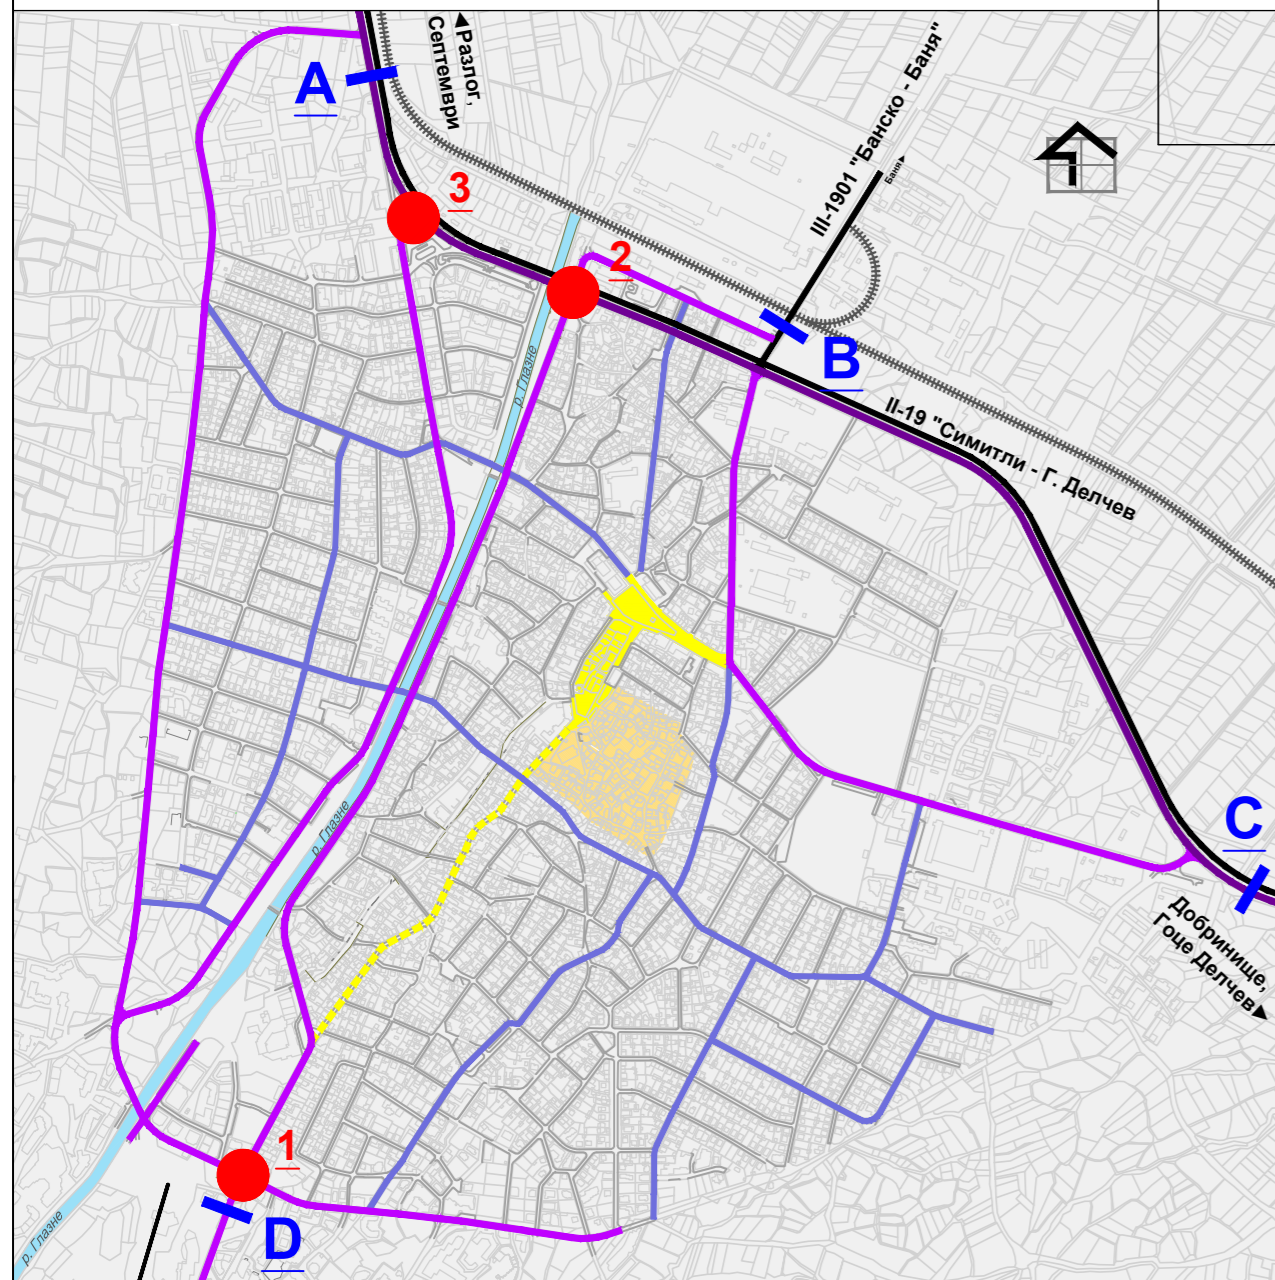 Разлог,
Септември
A
3
III-1901 "Банско - Баня"
Баня
2
B
р. Глазне
II-19 "Симитли - Г. Делчев
р. Глазне
C
Добринище,
Гоце Делчев
1
D
р. Глазне